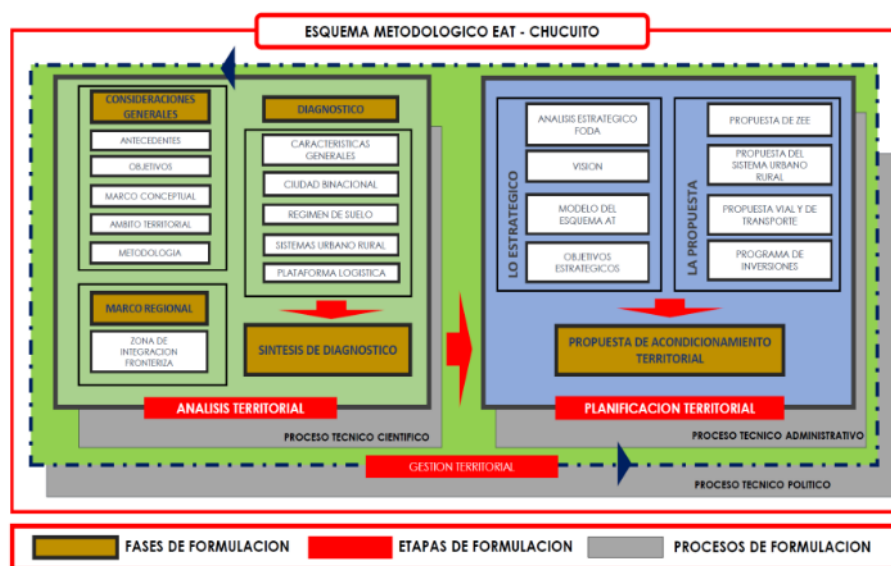 ESQUEMA METODOLOGICO EAT - CHUCUITO
CONSIDERACIONES
GENERALES
ANTECEDENTES
OBJETIVOS
MARCO CONCEPTUAL
AMBITO TERRITORIAL
METODOLOGIA
MARCO REGIONAL
ZONA DE
INTEGRACION
FRONTERIZA
DIAGNOSTICO
CARACTERISTICAS
GENERALES
CIUDAD BINACIONAL
REGIMEN DE SUELO
SISTEMAS URBANO RURAL
PLATAFORMA LOGISTICA
SINTESIS DE DIAGNOSTICO
ANALISIS TERRITORIAL
PROCESO TECNICO CIENTIFICO
LO ESTRATEGICO
ANALISIS ESTRATEGICO
FODA
VISION
MODELO DEL
ESQUEMA AT
OBJETIVOS
ESTRATEGICOS
LA PROPUESTA
PROPUESTA DE ZEE
PROPUESTA DEL
SISTEMA URBANO
RURAL
PROPUESTA VIAL Y DE
TRANSPORTE
PROGRAMA DE
INVERSIONES
PROPUESTA DE ACONDICIONAMIENTO
TERRITORIAL
PLANIFICACION TERRITORIAL
PROCESO TECNICO ADMINISTRATIVO
GESTION TERRITORIAL
PROCESO TECNICO POLITICO
FASES DE FORMULACION
ETAPAS DE FORMULACION
PROCESOS DE FORMULACION